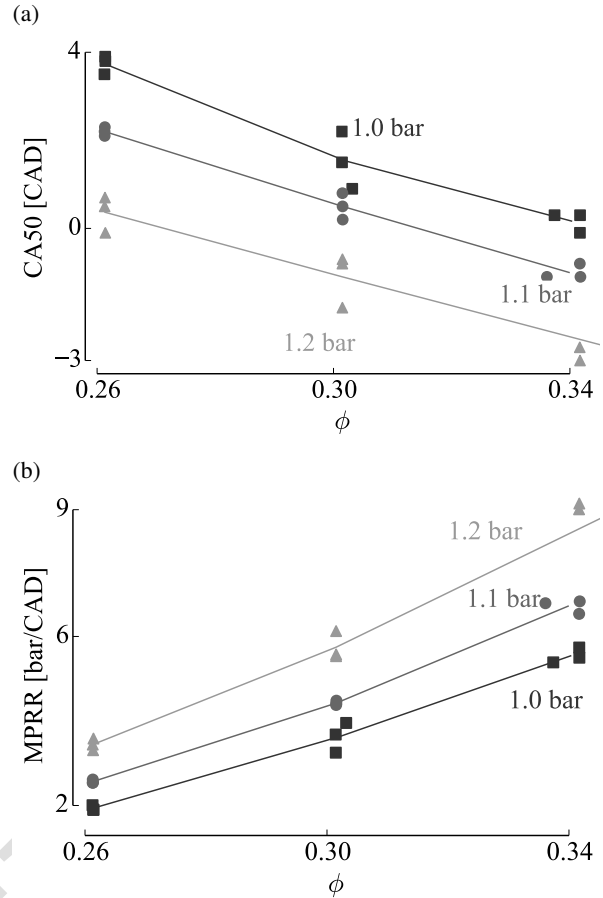 (a)
4
1.0 bar
0
CA50 [CAD]
1.1 bar
1.2 bar
−3
0.26
0.30
0.34
ϕ
(b)
9
1.2 bar
1.1 bar
6
MPRR [bar/CAD]
1.0 bar
2
0.26
0.30
0.34
ϕ